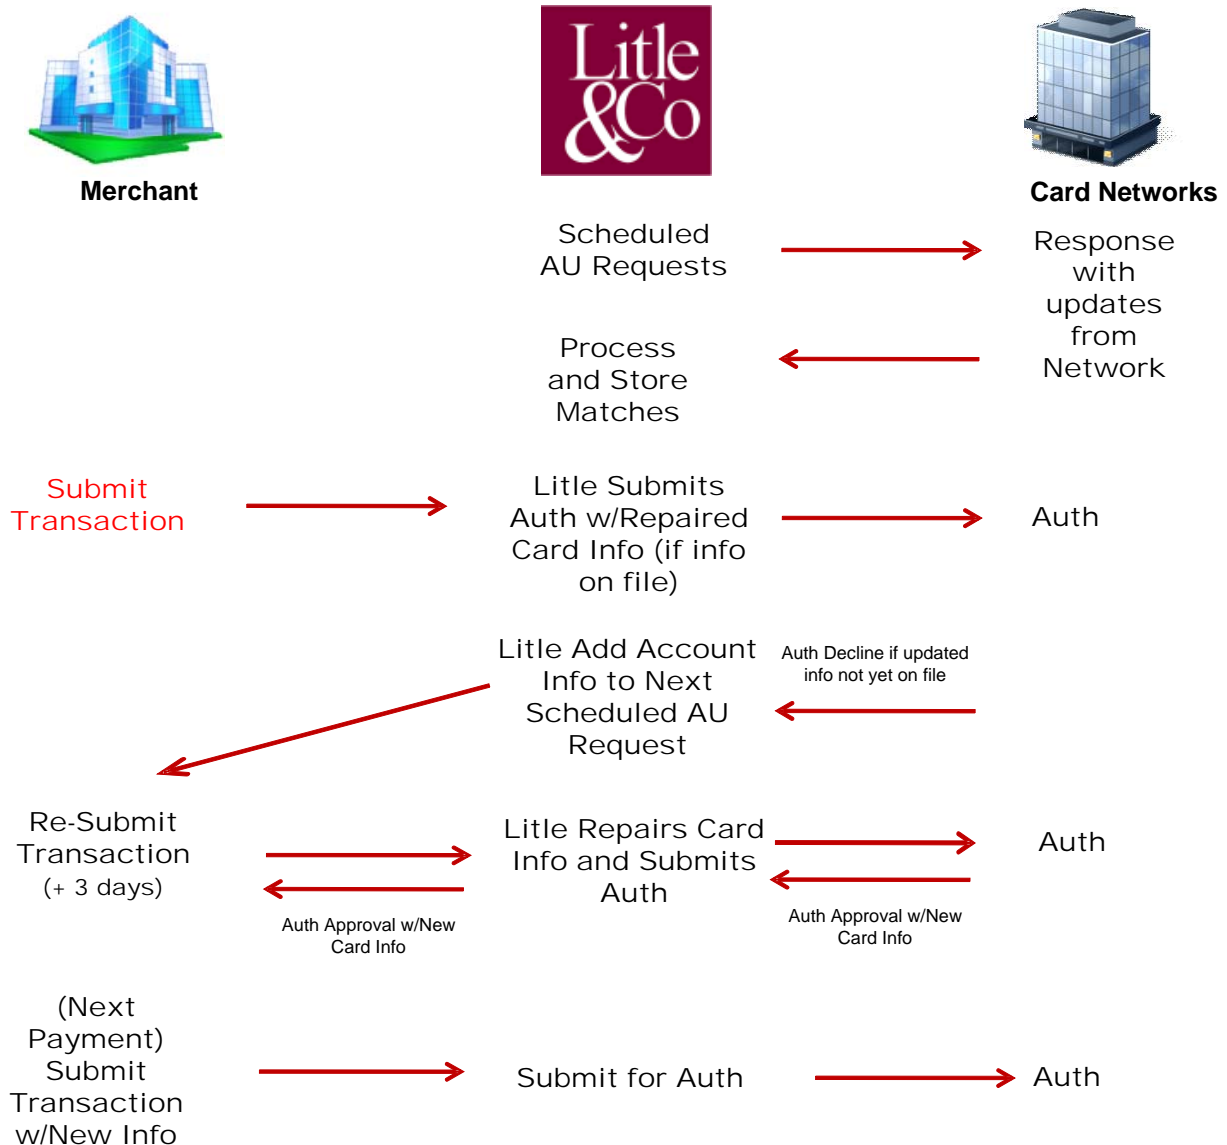 Litle
&Co
Merchant
Card Networks
Scheduled
AU Requests
Response
with
updates
from
Network
Process
and Store
Matches
Submit
Transaction
Litle Submits
Auth w/Repaired
Card Info (if info
on file)
Auth
Litle Add Account
Info to Next
Scheduled AU
Request
Auth Decline if updated
info not yet on file
Re-Submit
Transaction
(+ 3 days)
Litle Repairs Card
Info and Submits
Auth
Auth
Auth Approval w/New
Card Info
Auth Approval w/New
Card Info
(Next
Payment)
Submit
Transaction
w/New Info
Submit for Auth
Auth